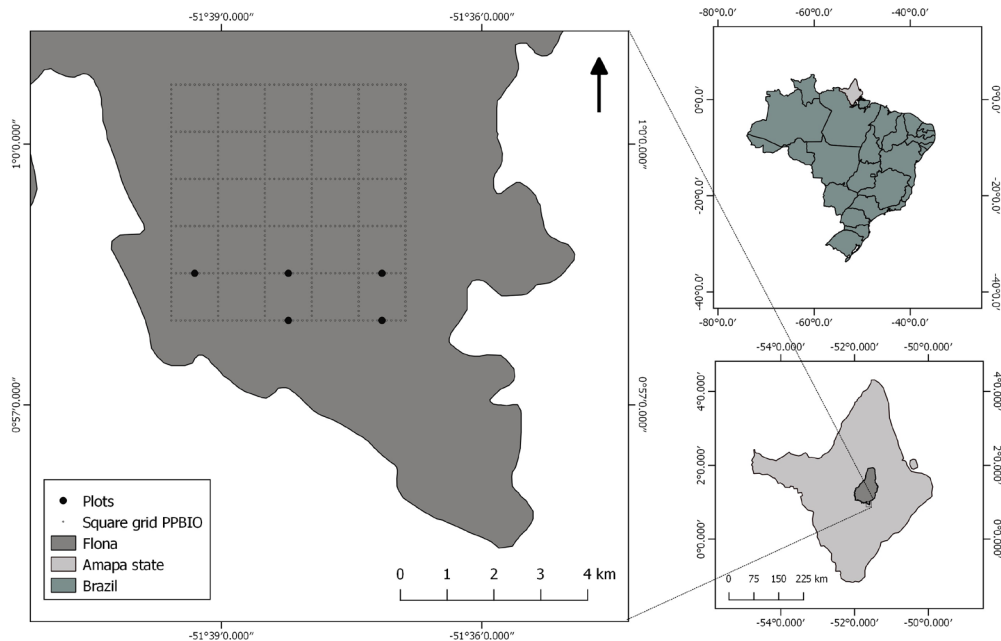 -51°39'0.000" -51°36'0.000"
1°0'0.000"
0°57'0.000"
1°0'0.000"
0°57'0.000"
Plots
Square grid PPBIO
Flona
Amapa state
Brazil
0 1 2 3 4 km
-51°39'0.000" -51°36'0.000"
-80°0.0' -60°0.0' -40°0.0'
0°0.0'
-20°0.0'
-40°0.0'
0°0.0'
-20°0.0'
-40°0.0'
-80°0.0' -60°0.0' -40°0.0'
-54°0.000' -52°0.000' -50°0.000'
4°0.000'
2°0.000'
0°0.000'
4°0.000'
2°0.000'
0°0.000'
0 75 150 225 km
-54°0.000' -52°0.000' -50°0.000'